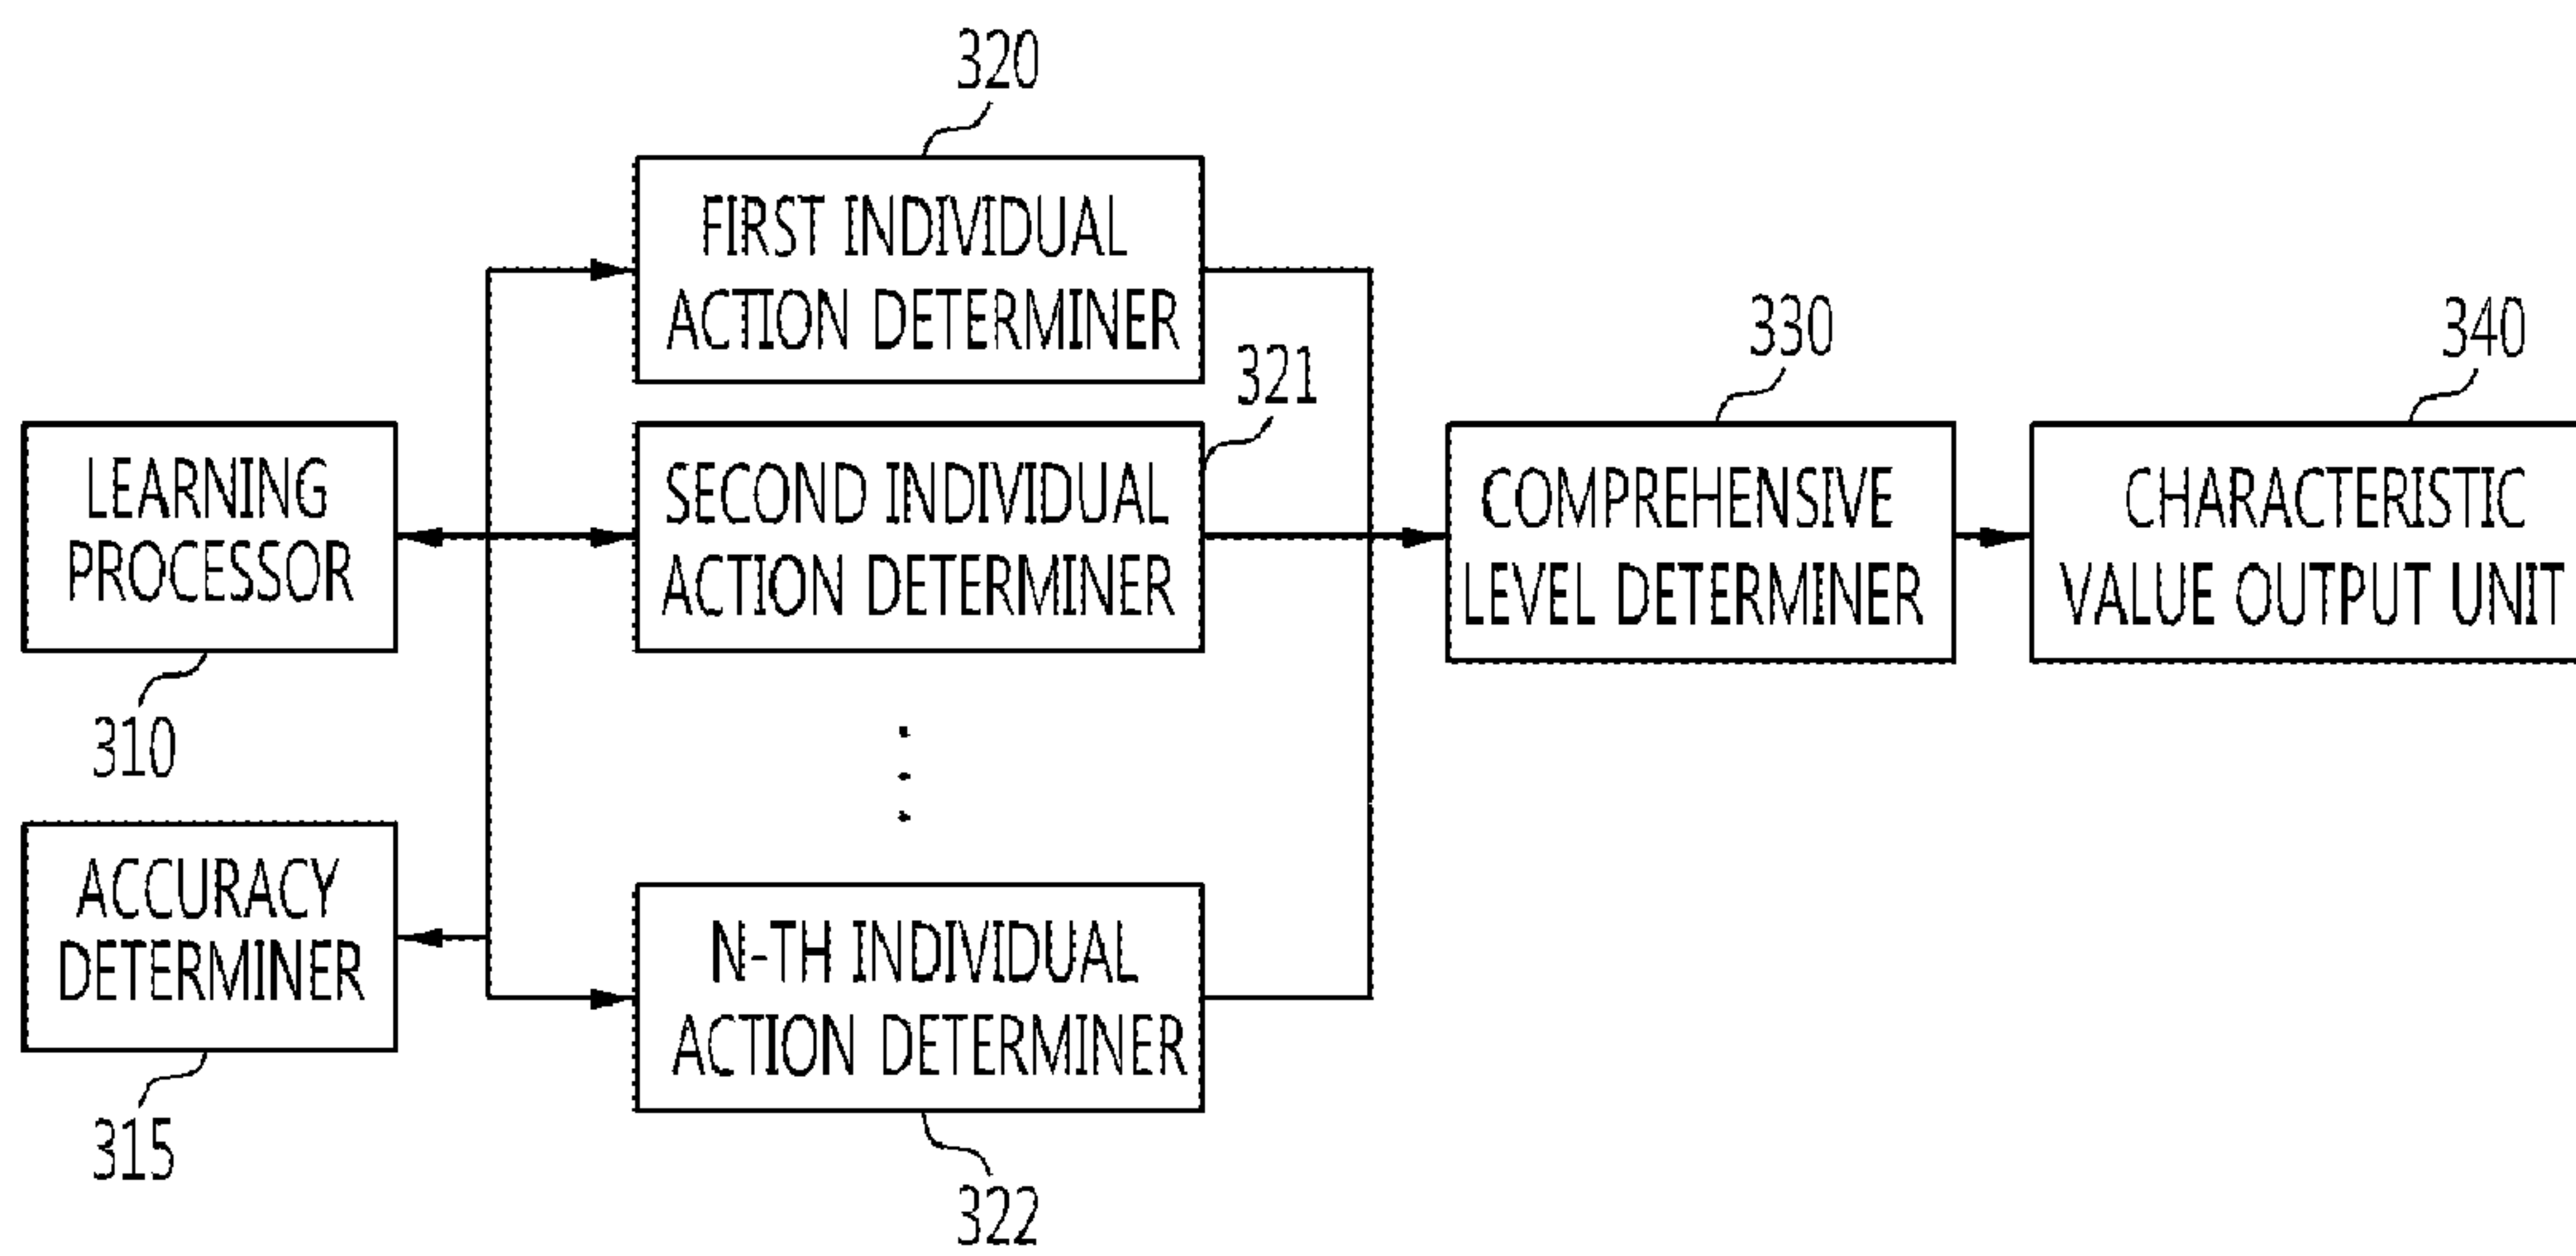 320
FIRST INDIVIDUAL
ACTION DETERMINER
321
330
340
LEARNING
PROCESSOR
310
SECOND INDIVIDUAL
ACTION DETERMINER
COMPREHENSIVE
LEVEL DETERMINER
CHARACTERISTIC
VALUE OUTPUT UNIT
ACCURACY
DETERMINER
315
N-TH INDIVIDUAL
ACTION DETERMINER
322